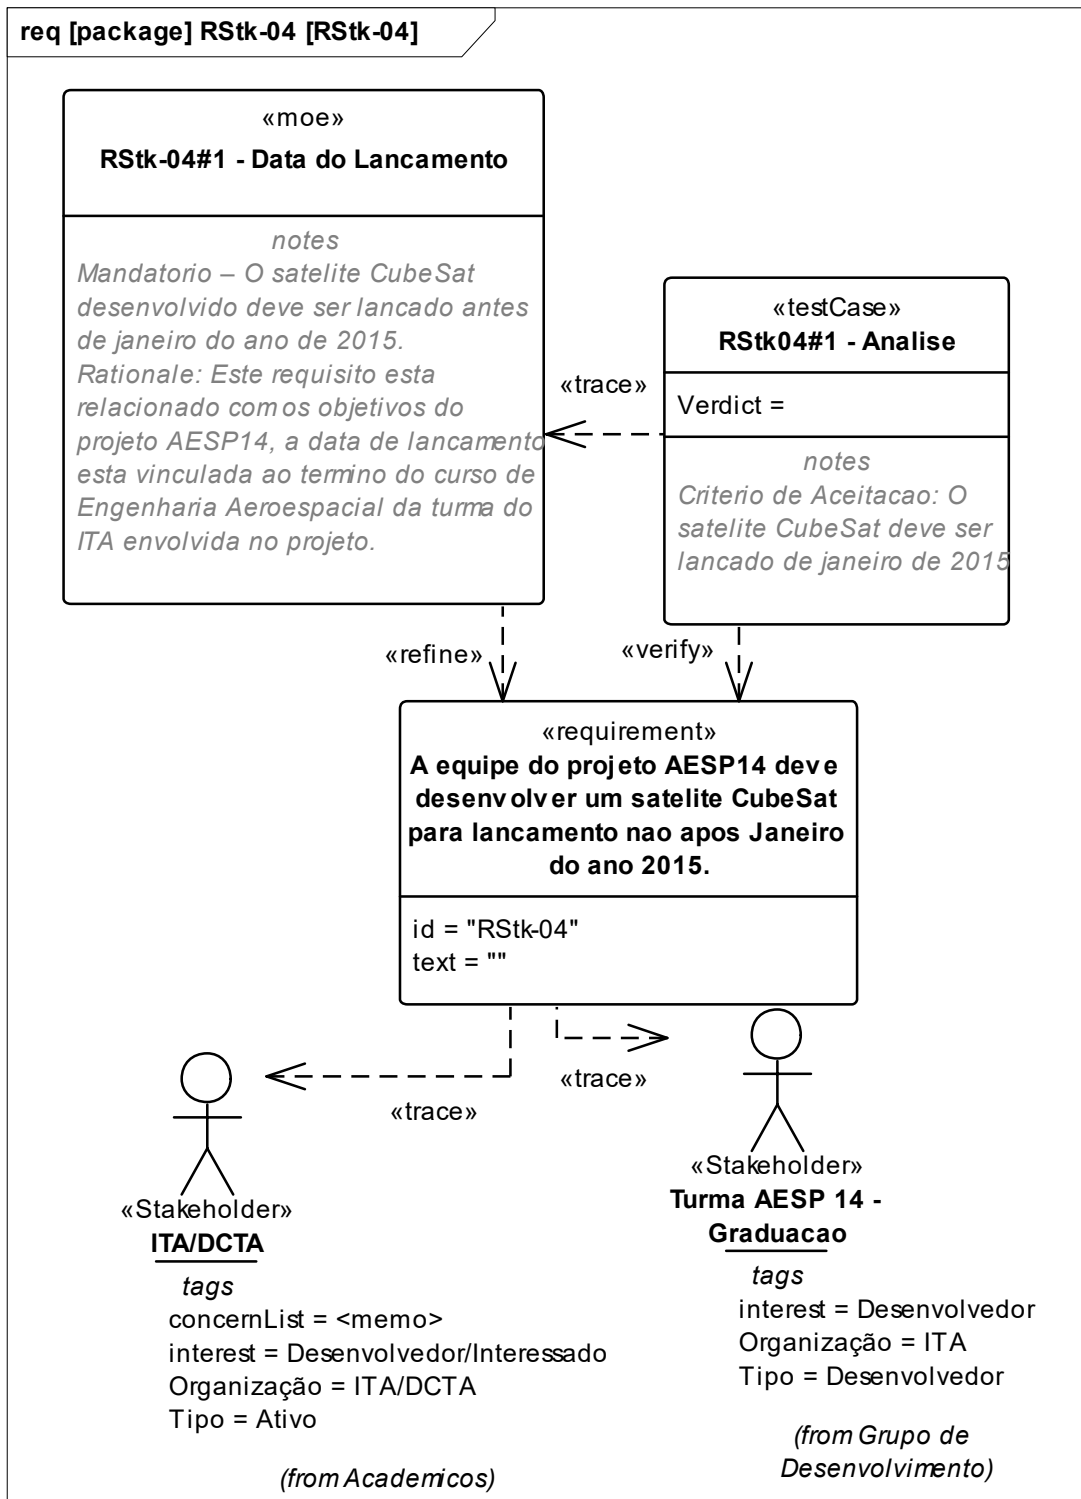 req [package] RStk-04 [RStk-04]
«moe»
RStk-04#1 - Data do Lancamento
notes
Mandatorio – O satelite CubeSat
desenvolvido deve ser lancado antes
de janeiro do ano de 2015.
Rationale: Este requisito esta
relacionado com os objetivos do
projeto AESP14, a data de lancamento
esta vinculada ao termino do curso de
Engenharia Aeroespacial da turma do
ITA envolvida no projeto.
«testCase»
RStk04#1 - Analise
Verdict =
notes
Criterio de Aceitacao: O
satelite CubeSat deve ser
lancado de janeiro de 2015
«trace»
«refine»
«verify»
«requirement»
A equipe do projeto AESP14 deve
desenvolver um satelite CubeSat
para lancamento nao apos Janeiro
do ano 2015.
id = "RStk-04"
text = ""
«trace»
«trace»
«Stakeholder»
ITA/DCTA
tags
concernList = <memo>
interest = Desenvolvedor/Interessado
Organização = ITA/DCTA
Tipo = Ativo
(from Academicos)
«Stakeholder»
Turma AESP 14 -
Graduacao
tags
interest = Desenvolvedor
Organização = ITA
Tipo = Desenvolvedor
(from Grupo de
Desenvolvimento)